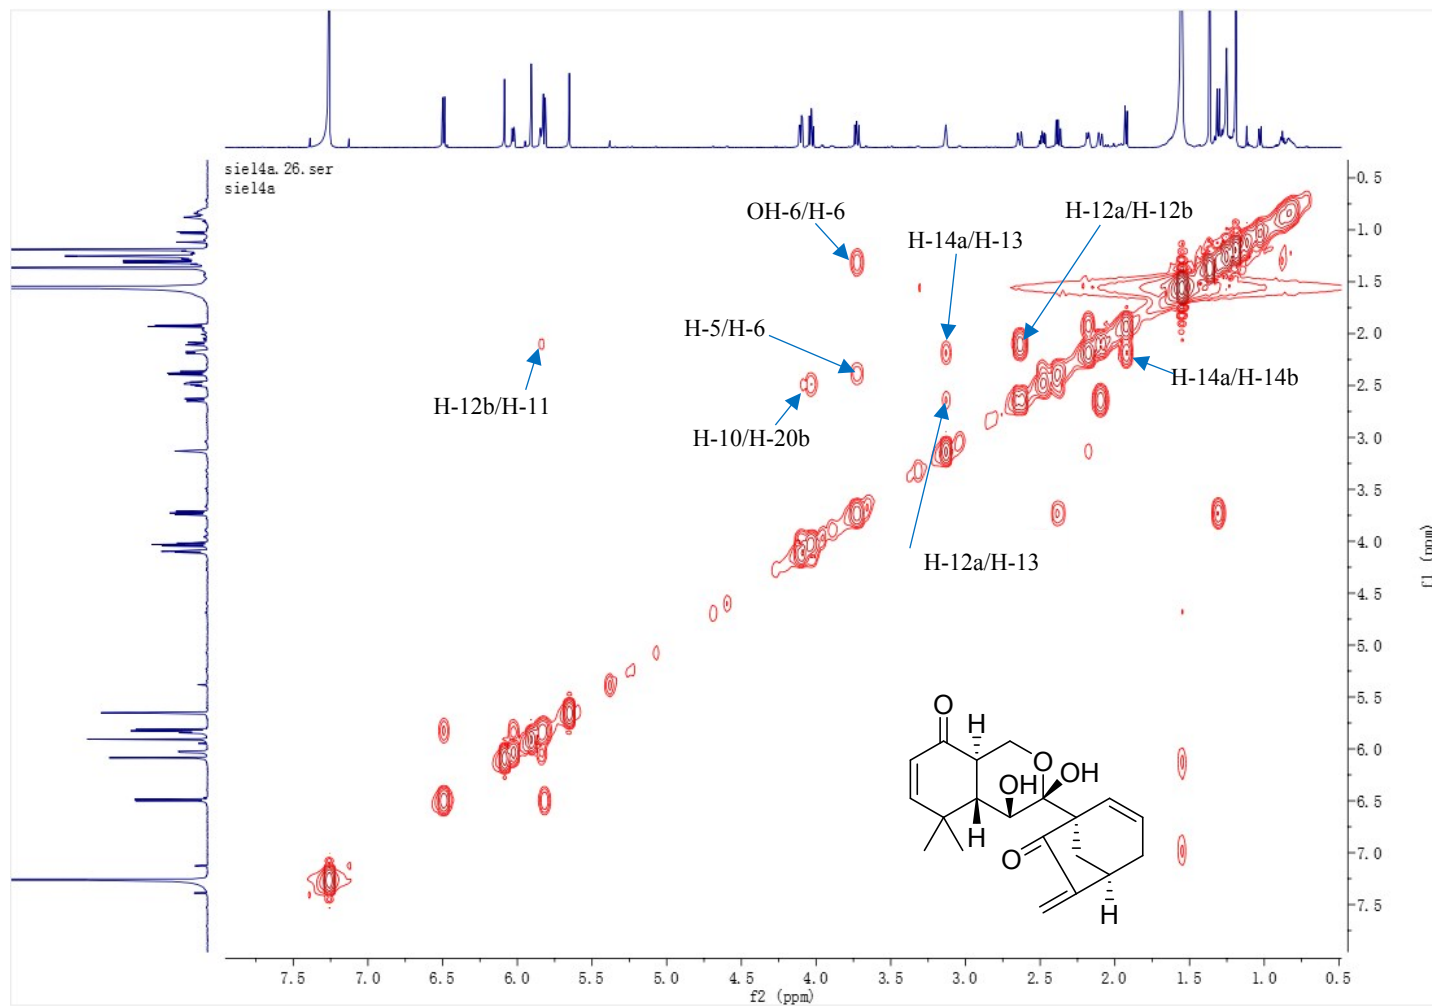 siel4a.26.ser
siel4a
OH-6/H-6
H-12a/H-12b
H-14a/H-13
H-5/H-6
H-14a/H-14b
H-12b/H-11
H-10/H-20b
H-12a/H-13
0.5
1.0
1.5
2.0
2.5
3.0
3.5
4.0
4.5
5.0
5.5
6.0
6.5
7.0
7.5
f1 (ppm)
O
H
O
OH
OH
H
O
H
7.5 7.0 6.5 6.0 5.5 5.0 4.5 4.0 3.5 3.0 2.5 2.0 1.5 1.0 0.5
f2 (ppm)